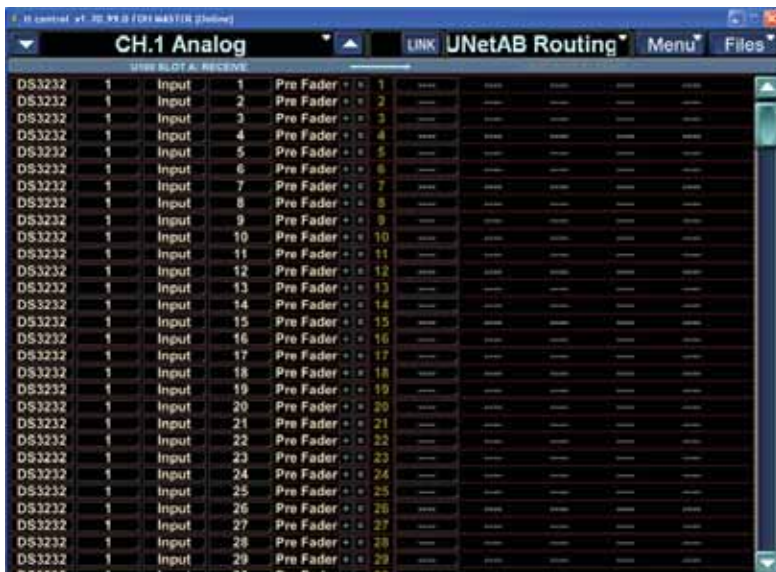 CH.1 Analog LINK UNetAB Routing Menu Files
SLOT A: RECEIVE
DS3232 1 Input 1 Pre Fader + = 1 ---- ---- ---- ---- ----
DS3232 1 Input 2 Pre Fader + = 2 ---- ---- ---- ---- ----
DS3232 1 Input 3 Pre Fader + = 3 ---- ---- ---- ---- ----
DS3232 1 Input 4 Pre Fader + = 4 ---- ---- ---- ---- ----
DS3232 1 Input 5 Pre Fader + = 5 ---- ---- ---- ---- ----
DS3232 1 Input 6 Pre Fader + = 6 ---- ---- ---- ---- ----
DS3232 1 Input 7 Pre Fader + = 7 ---- ---- ---- ---- ----
DS3232 1 Input 8 Pre Fader + = 8 ---- ---- ---- ---- ----
DS3232 1 Input 9 Pre Fader + = 9 ---- ---- ---- ---- ----
DS3232 1 Input 10 Pre Fader + = 10 ---- ---- ---- ---- ----
DS3232 1 Input 11 Pre Fader + = 11 ---- ---- ---- ---- ----
DS3232 1 Input 12 Pre Fader + = 12 ---- ---- ---- ---- ----
DS3232 1 Input 13 Pre Fader + = 13 ---- ---- ---- ---- ----
DS3232 1 Input 14 Pre Fader + = 14 ---- ---- ---- ---- ----
DS3232 1 Input 15 Pre Fader + = 15 ---- ---- ---- ---- ----
DS3232 1 Input 16 Pre Fader + = 16 ---- ---- ---- ---- ----
DS3232 1 Input 17 Pre Fader + = 17 ---- ---- ---- ---- ----
DS3232 1 Input 18 Pre Fader + = 18 ---- ---- ---- ---- ----
DS3232 1 Input 19 Pre Fader + = 19 ---- ---- ---- ---- ----
DS3232 1 Input 20 Pre Fader + = 20 ---- ---- ---- ---- ----
DS3232 1 Input 21 Pre Fader + = 21 ---- ---- ---- ---- ----
DS3232 1 Input 22 Pre Fader + = 22 ---- ---- ---- ---- ----
DS3232 1 Input 23 Pre Fader + = 23 ---- ---- ---- ---- ----
DS3232 1 Input 24 Pre Fader + = 24 ---- ---- ---- ---- ----
DS3232 1 Input 25 Pre Fader + = 25 ---- ---- ---- ---- ----
DS3232 1 Input 26 Pre Fader + = 26 ---- ---- ---- ---- ----
DS3232 1 Input 27 Pre Fader + = 27 ---- ---- ---- ---- ----
DS3232 1 Input 28 Pre Fader + = 28 ---- ---- ---- ---- ----
DS3232 1 Input 29 Pre Fader + = 29 ---- ---- ---- ---- ----